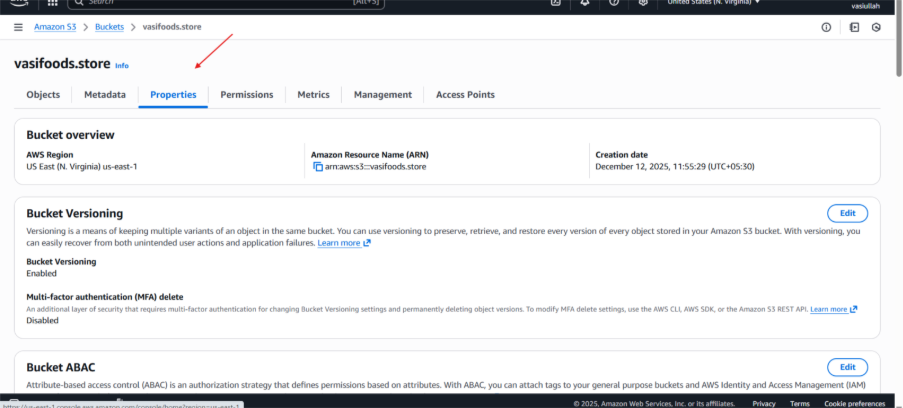 Search
[Alt+S]
United States (N. Virginia)
vasiullah
Amazon S3 > Buckets > vasifoods.store
vasifoods.store Info
Objects Metadata Properties Permissions Metrics Management Access Points
Bucket overview
AWS Region
US East (N. Virginia) us-east-1
Amazon Resource Name (ARN)
arn:aws:s3:::vasifoods.store
Creation date
December 12, 2025, 11:55:29 (UTC+05:30)
Bucket Versioning
Edit
Versioning is a means of keeping multiple variants of an object in the same bucket. You can use versioning to preserve, retrieve, and restore every version of every object stored in your Amazon S3 bucket. With versioning, you
can easily recover from both unintended user actions and application failures. Learn more
Bucket Versioning
Enabled
Multi-factor authentication (MFA) delete
An additional layer of security that requires multi-factor authentication for changing Bucket Versioning settings and permanently deleting object versions. To modify MFA delete settings, use the AWS CLI, AWS SDK, or the Amazon S3 REST API. Learn more
Disabled
Bucket ABAC
Edit
Attribute-based access control (ABAC) is an authorization strategy that defines permissions based on attributes. With ABAC, you can attach tags to your general purpose buckets and AWS Identity and Access Management (IAM)
https://us-east-1.console.aws.amazon.com/console/home?region=us-east-1
© 2025, Amazon Web Services, Inc. or its affiliates. Privacy Terms Cookie preferences